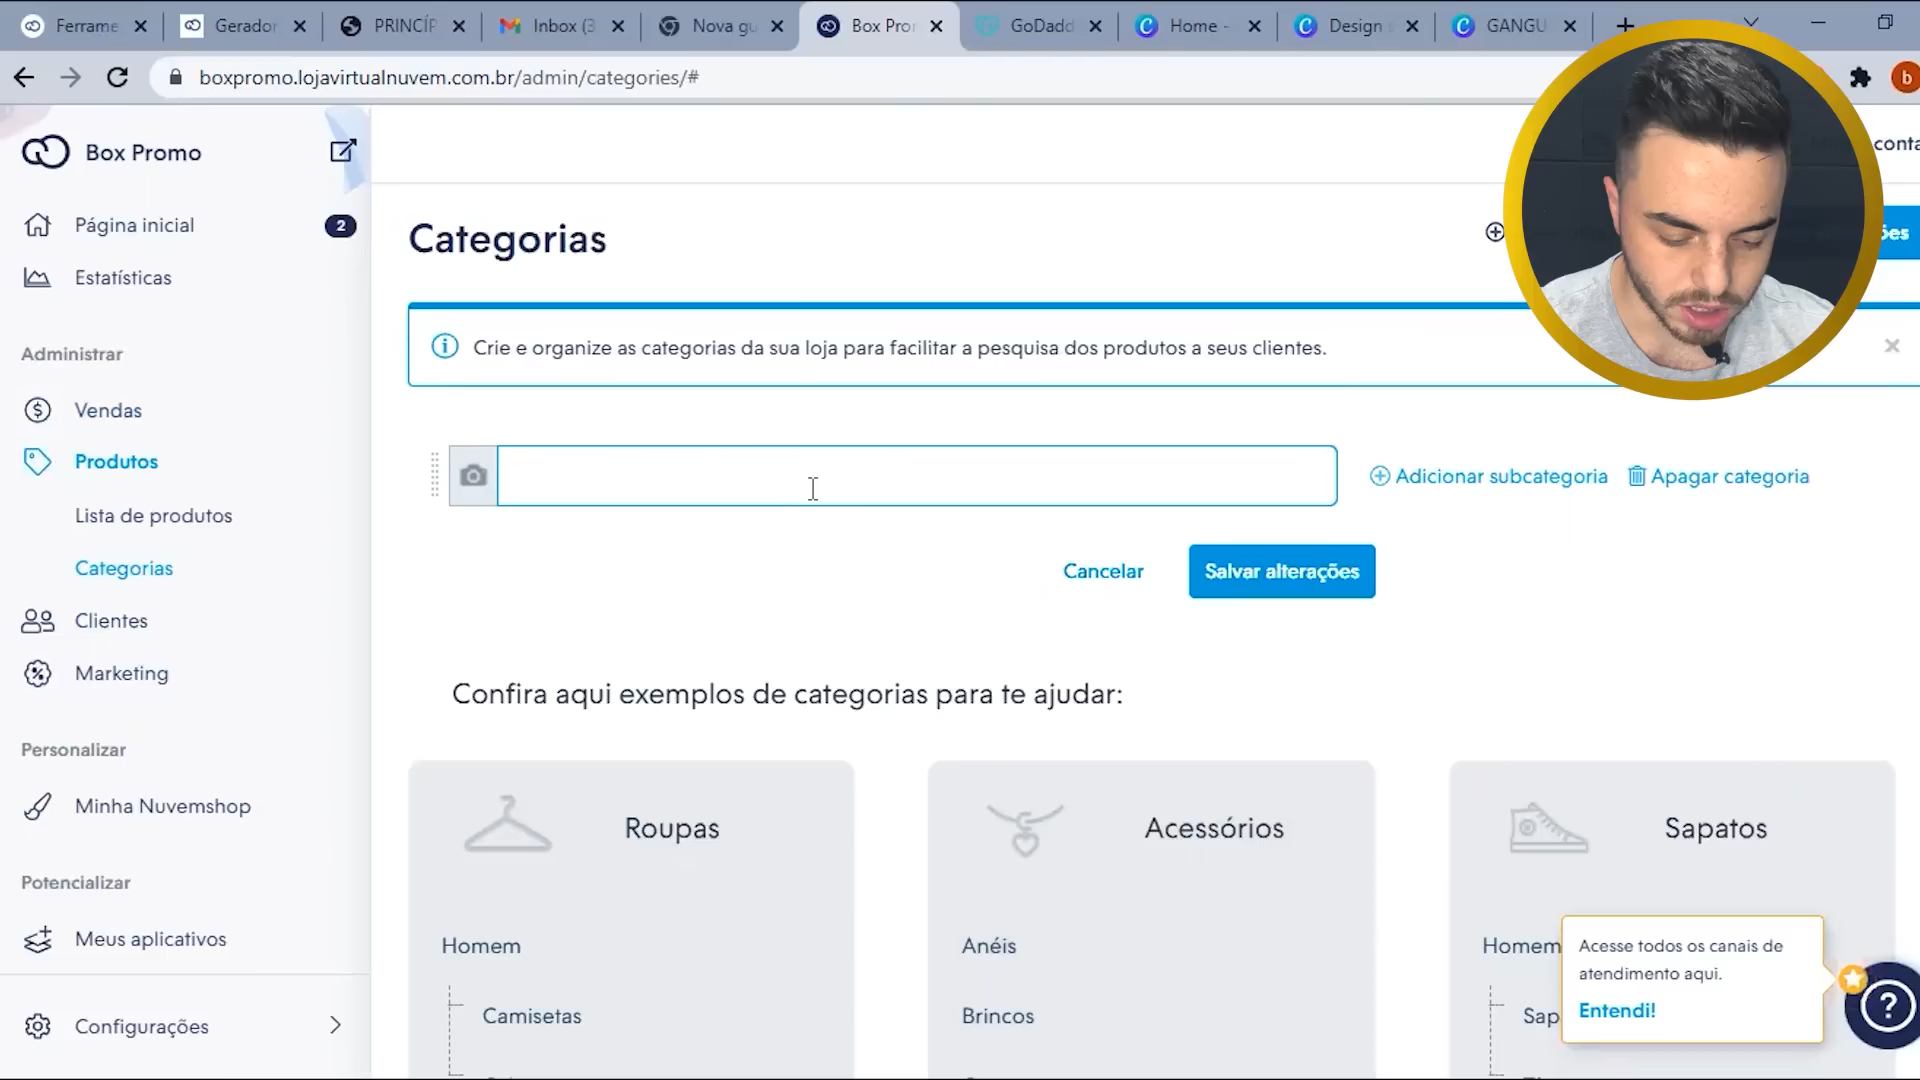 Ferrame
Gerador
PRINCÍP
Inbox (3
Nova gu
Box Pro
GoDadd
Home -
Design s
GANGU
boxpromo.lojavirtualnuvem.com.br/admin/categories/#
b
Box Promo
conta
Página inicial
2
Categorias
ões
Estatísticas
Crie e organize as categorias da sua loja para facilitar a pesquisa dos produtos a seus clientes.
Administrar
Vendas
Produtos
Adicionar subcategoria
Apagar categoria
Lista de produtos
Categorias
Cancelar
Salvar alterações
Clientes
Marketing
Confira aqui exemplos de categorias para te ajudar:
Personalizar
Minha Nuvemshop
Roupas
Acessórios
Sapatos
Potencializar
Meus aplicativos
Homem
Anéis
Homem
Acesse todos os canais de
atendimento aqui.
Entendi!
Camisetas
Brincos
Sap
Configurações